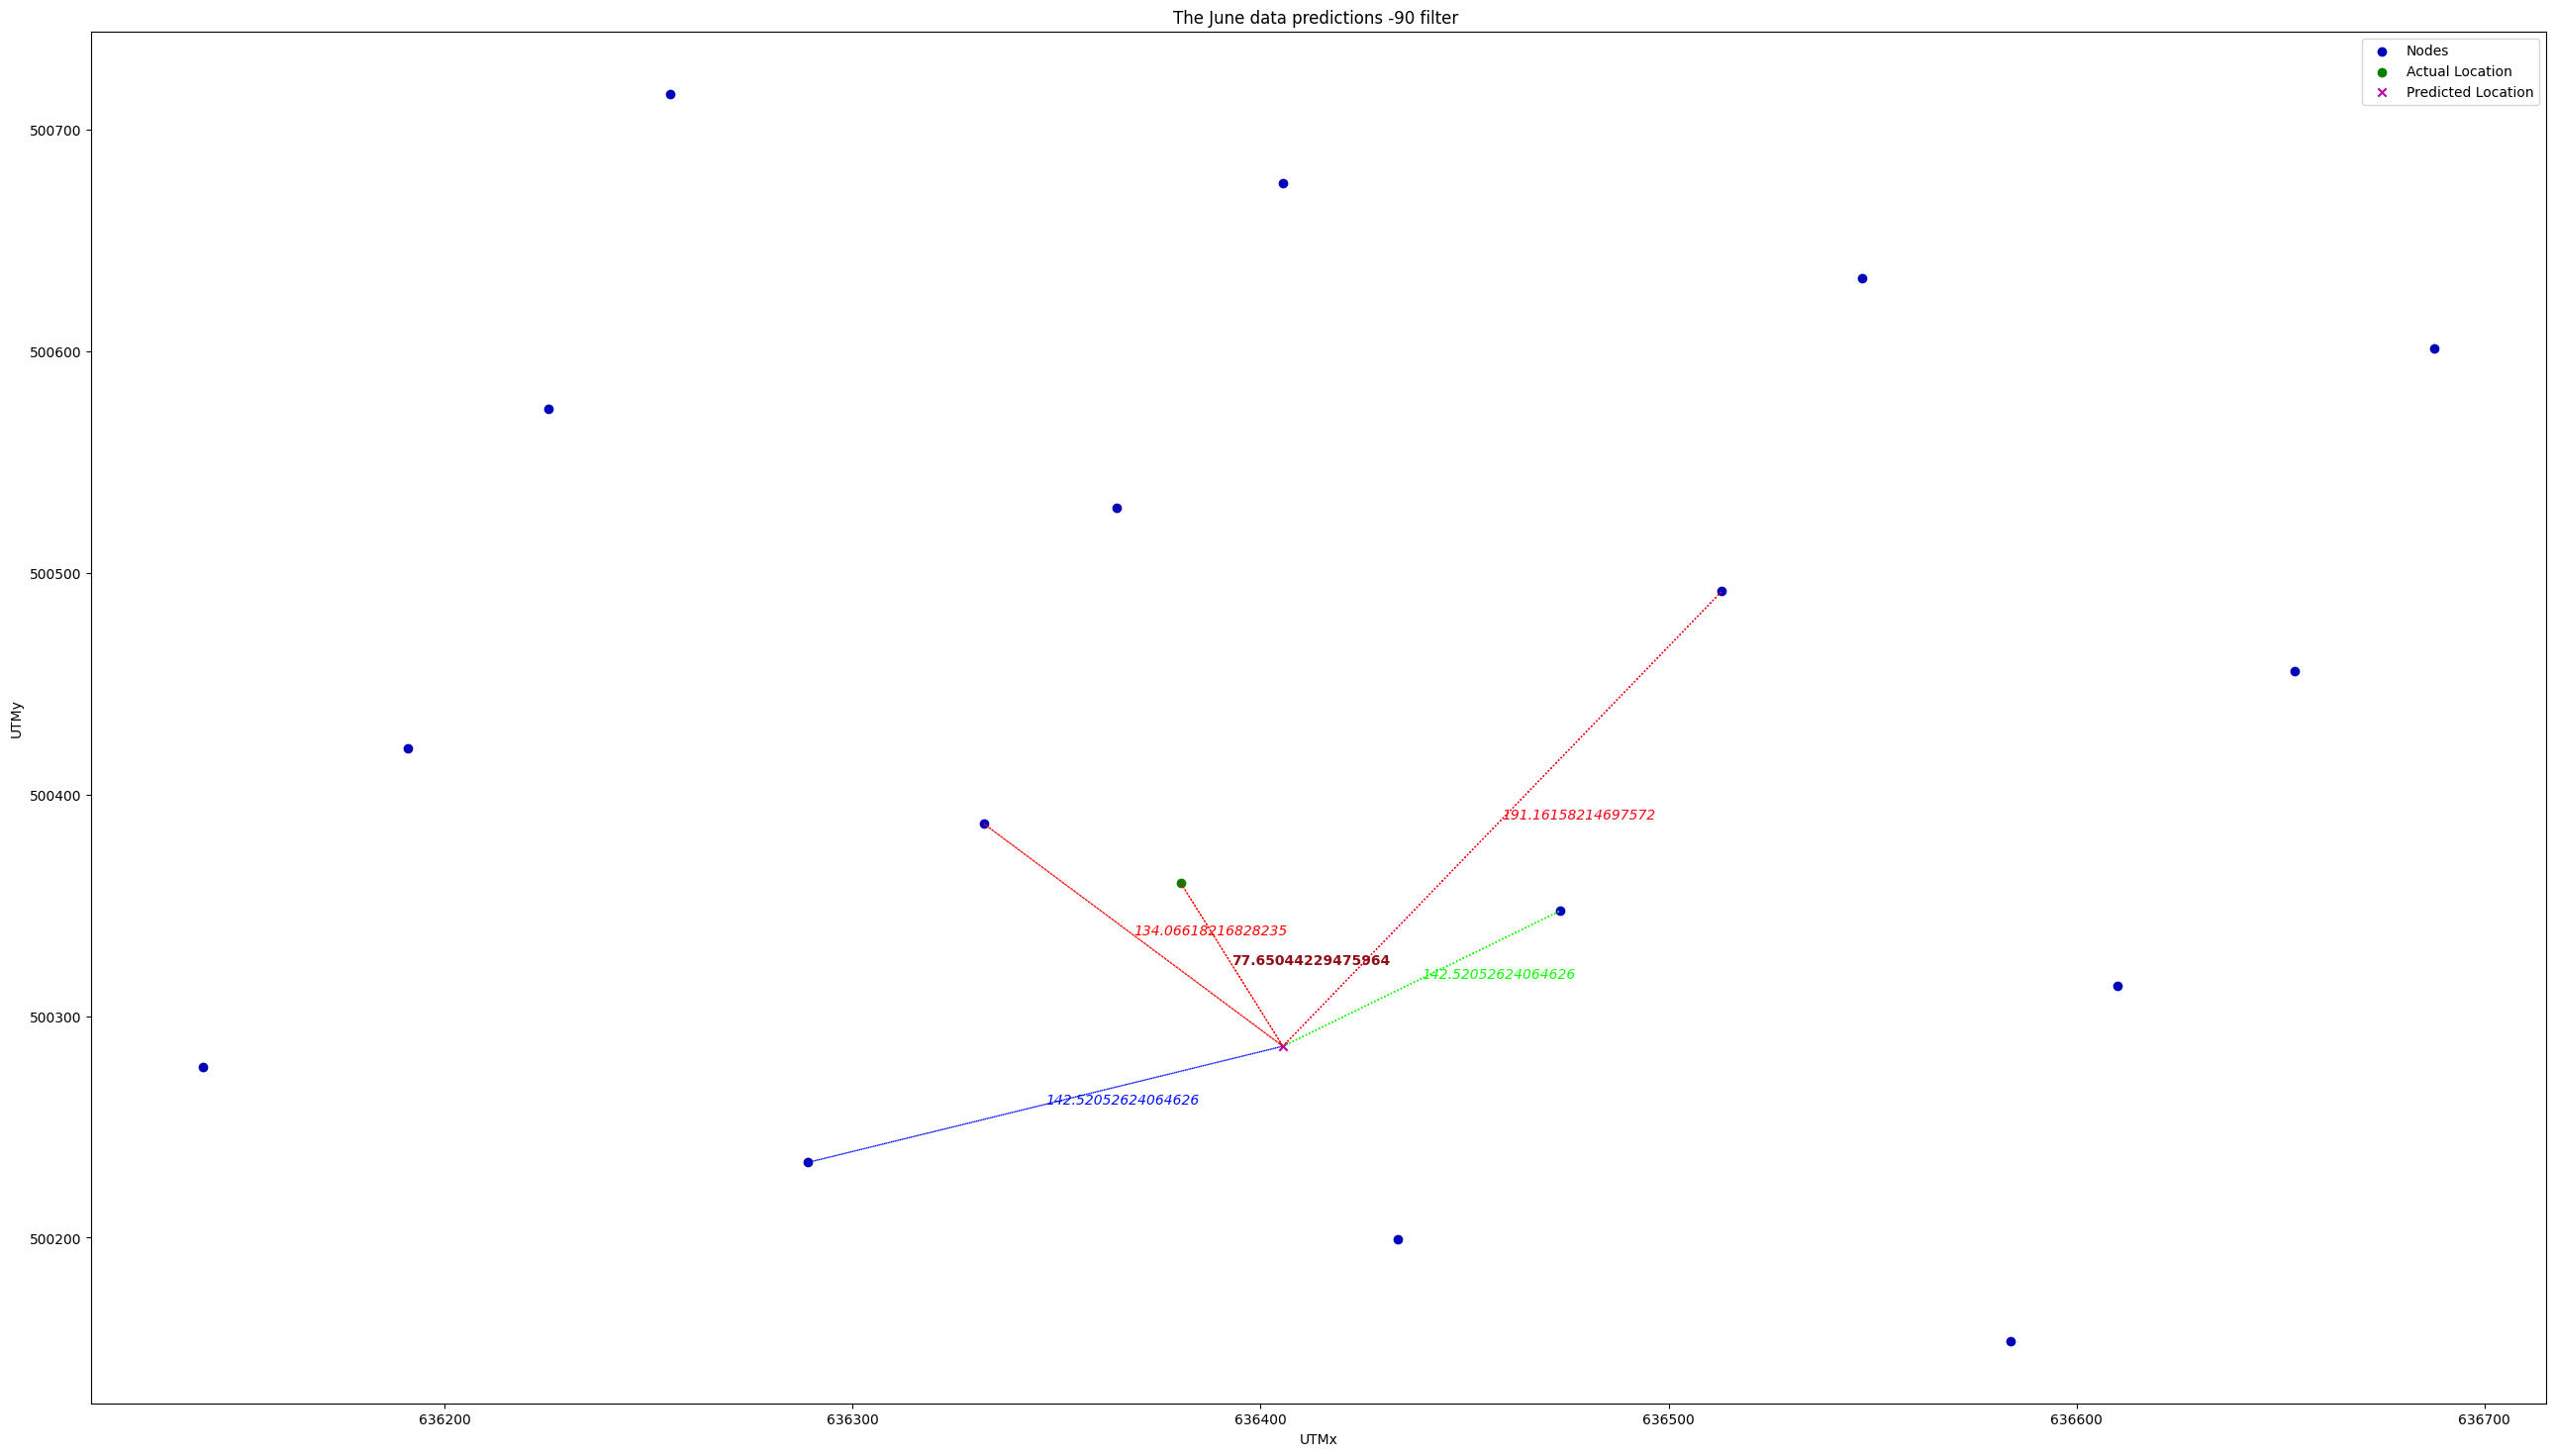 The June data predictions -90 filter
Nodes
Actual Location
Predicted Location
500700
500600
500500
500400
500300
500200
UTMy
191.16158214697572
134.06618216828235
77.65044229475964
142.52052624064626
142.52052624064626
636200
636300
636400
636500
636600
636700
UTMx